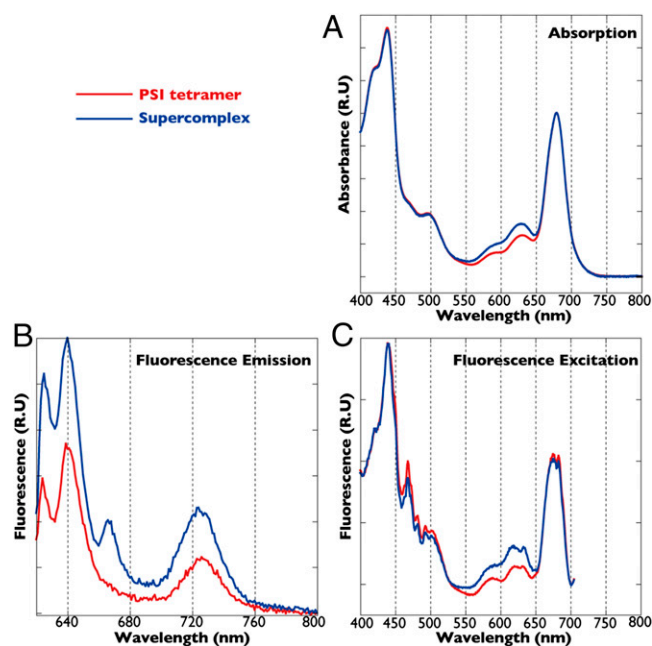 A
Absorption
PSI tetramer
Supercomplex
Absorbance (R.U)
400 450 500 550 600 650 700 750 800
Wavelength (nm)
B
Fluorescence Emission
Fluorescence (R.U)
640 680 720 760 800
Wavelength (nm)
C
Fluorescence Excitation
Fluorescence (R.U)
400 450 500 550 600 650 700 750 800
Wavelength (nm)